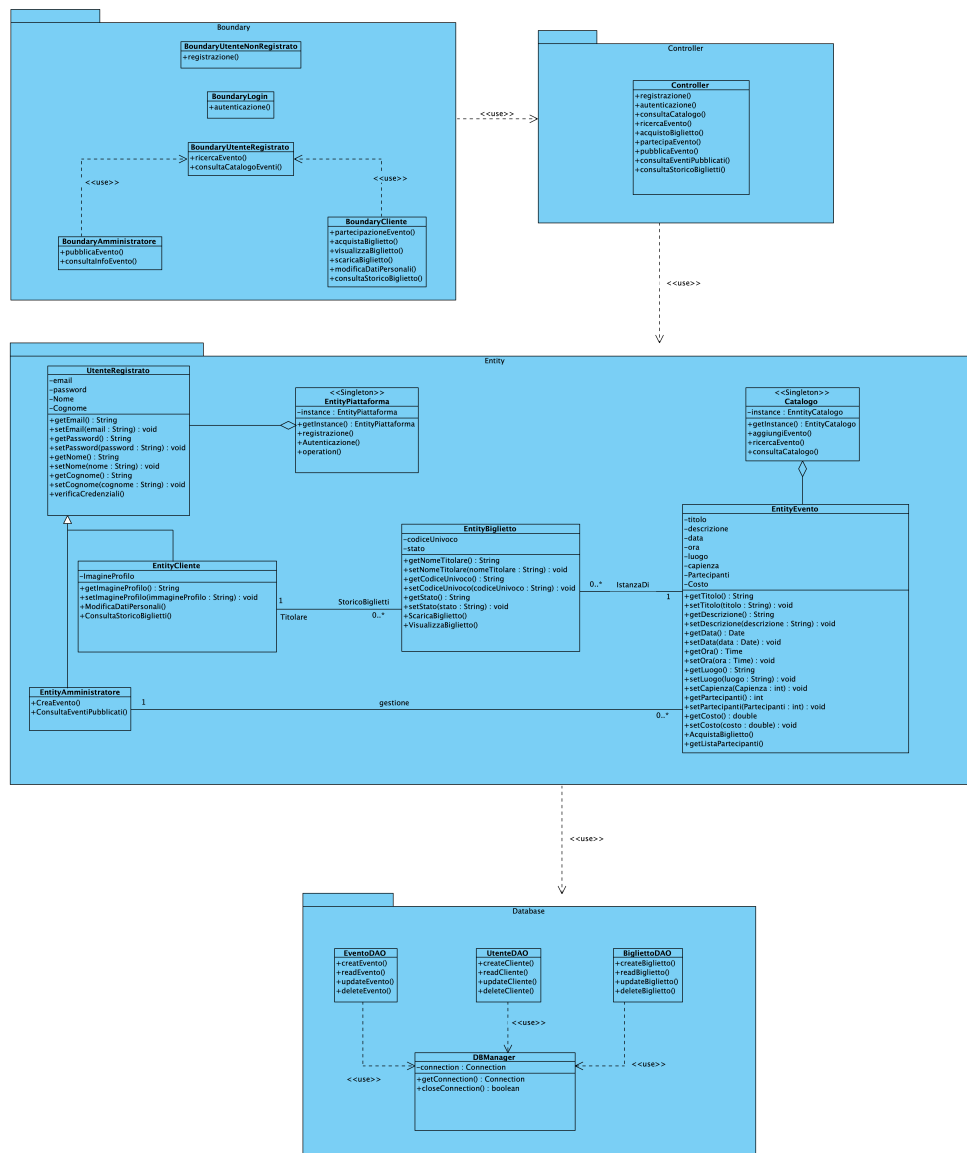 Boundary
BoundaryUtenteNonRegistrato
+registrazione()
BoundaryLogin
+autenticazione()
BoundaryUtenteRegistrato
+ricercaEvento()
+consultaCatalogoEventi()
<<use>>
<<use>>
BoundaryAmministratore
+pubblicaEvento()
+consultaInfoEvento()
BoundaryCliente
+partecipazioneEvento()
+acquistaBiglietto()
+visualizzaBiglietto()
+scaricaBiglietto()
+modificaDatiPersonali()
+consultaStoricoBiglietto()
<<use>>
Controller
Controller
+registrazione()
+autenticazione()
+consultaCatalogo()
+ricercaEvento()
+acquistoBiglietto()
+partecipaEvento()
+pubblicaEvento()
+consultaEventiPubblicati()
+consultaStoricoBiglietti()
<<use>>
Entity
UtenteRegistrato
-email
-password
-Nome
-Cognome
+getEmail() : String
+setEmail(email : String) : void
+getPassword() : String
+setPassword(password : String) : void
+getNome() : String
+setNome(nome : String) : void
+getCognome() : String
+setCognome(cognome : String) : void
+verificaCredenziali()
<<Singleton>>
EntityPiattaforma
-instance : EntityPiattaforma
+getInstance() : EntityPiattaforma
+registrazione()
+Autenticazione()
+operation()
<<Singleton>>
Catalogo
-instance : EnntityCatalogo
+getInstance() : EntityCatalogo
+aggiungiEvento()
+ricercaEvento()
+consultaCatalogo()
EntityCliente
-ImagineProfilo
+getImagineProfilo() : String
+setImagineProfilo(immagineProfilo : String) : void
+ModificaDatiPersonali()
+ConsultaStoricoBiglietti()
1
Titolare
StoricoBiglietti
0..*
EntityBiglietto
-codiceUnivoco
-stato
+getNomeTitolare() : String
+setNomeTitolare(nomeTitolare : String) : void
+getCodiceUnivoco() : String
+setCodiceUnivoco(codiceUnivoco : String) : void
+getStato() : String
+setStato(stato : String) : void
+ScaricaBiglietto()
+VisualizzaBiglietto()
0..*
IstanzaDi
1
EntityEvento
-titolo
-descrizione
-data
-ora
-luogo
-capienza
-Partecipanti
-Costo
+getTitolo() : String
+setTitolo(titolo : String) : void
+getDescrizione() : String
+setDescrizione(descrizione : String) : void
+getData() : Date
+setData(data : Date) : void
+getOra() : Time
+setOra(ora : Time) : void
+getLuogo() : String
+setLuogo(luogo : String) : void
+setCapienza(Capienza : int) : void
+getPartecipanti() : int
+setPartecipanti(Partecipanti : int) : void
+getCosto() : double
+setCosto(costo : double) : void
+AcquistaBiglietto()
+getListaPartecipanti()
EntityAmministratore
+CreaEvento()
+ConsultaEventiPubblicati()
1
gestione
0..*
<<use>>
Database
EventoDAO
+creatEvento()
+readEvento()
+updateEvento()
+deleteEvento()
UtenteDAO
+createCliente()
+readCliente()
+updateCliente()
+deleteCliente()
BigliettoDAO
+createBiglietto()
+readBiglietto()
+updateBiglietto()
+deleteBiglietto()
<<use>>
<<use>>
<<use>>
DBManager
-connection : Connection
+getConnection() : Connection
+closeConnection() : boolean